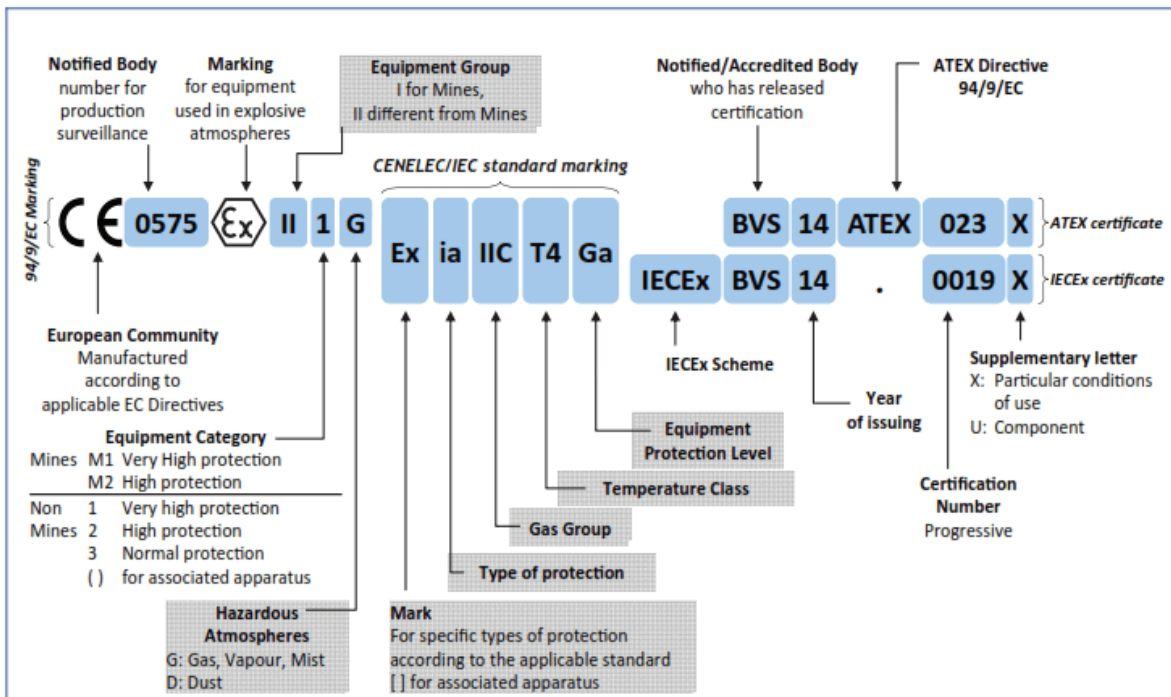 Notified Body
number for
production
surveillance
Marking
for equipment
used in explosive
atmospheres
Equipment Group
I for Mines,
II different from Mines
Notified/Accredited Body
who has released
certification
ATEX Directive
94/9/EC
CENELEC/IEC standard marking
94/9/EC Marking
CE 0575 Ex II 1 G
Ex ia IIC T4 Ga
BVS 14 ATEX 023 X
ATEX certificate
IECEx BVS 14 . 0019 X
IECEx certificate
European Community
Manufactured
according to
applicable EC Directives
IECEx Scheme
Year
of issuing
Supplementary letter
X: Particular conditions
of use
U: Component
Equipment Category
Mines M1 Very High protection
M2 High protection
Non 1 Very high protection
Mines 2 High protection
3 Normal protection
( ) for associated apparatus
Equipment
Protection Level
Temperature Class
Gas Group
Type of protection
Certification
Number
Progressive
Hazardous
Atmospheres
G: Gas, Vapour, Mist
D: Dust
Mark
For specific types of protection
according to the applicable standard
[ ] for associated apparatus